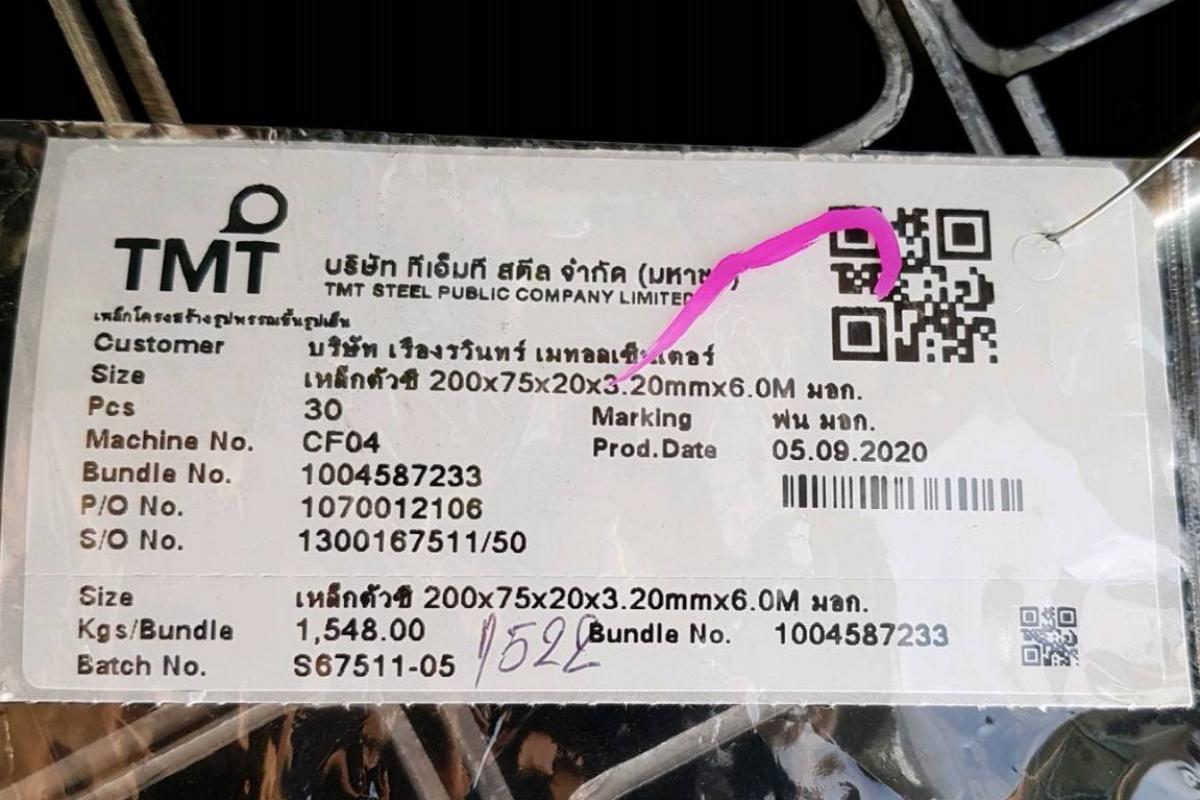 TMT
บริษัท ทีเอ็มที สตีล จำกัด (มหาชน)
TMT STEEL PUBLIC COMPANY LIMITED
เหล็กโครงสร้างรูปพรรณขึ้นรูปเย็น
Customer บริษัท เรืองรวินทร์ เมทอลเซ็นเตอร์
Size เหล็กตัวซี 200x75x20x3.20mmx6.0M มอก.
Pcs 30 Marking พ่น มอก.
Machine No. CF04 Prod.Date 05.09.2020
Bundle No. 1004587233
P/O No. 1070012106
S/O No. 1300167511/50
Size เหล็กตัวซี 200x75x20x3.20mmx6.0M มอก.
Kgs/Bundle 1,548.00 1522 Bundle No. 1004587233
Batch No. S67511-05